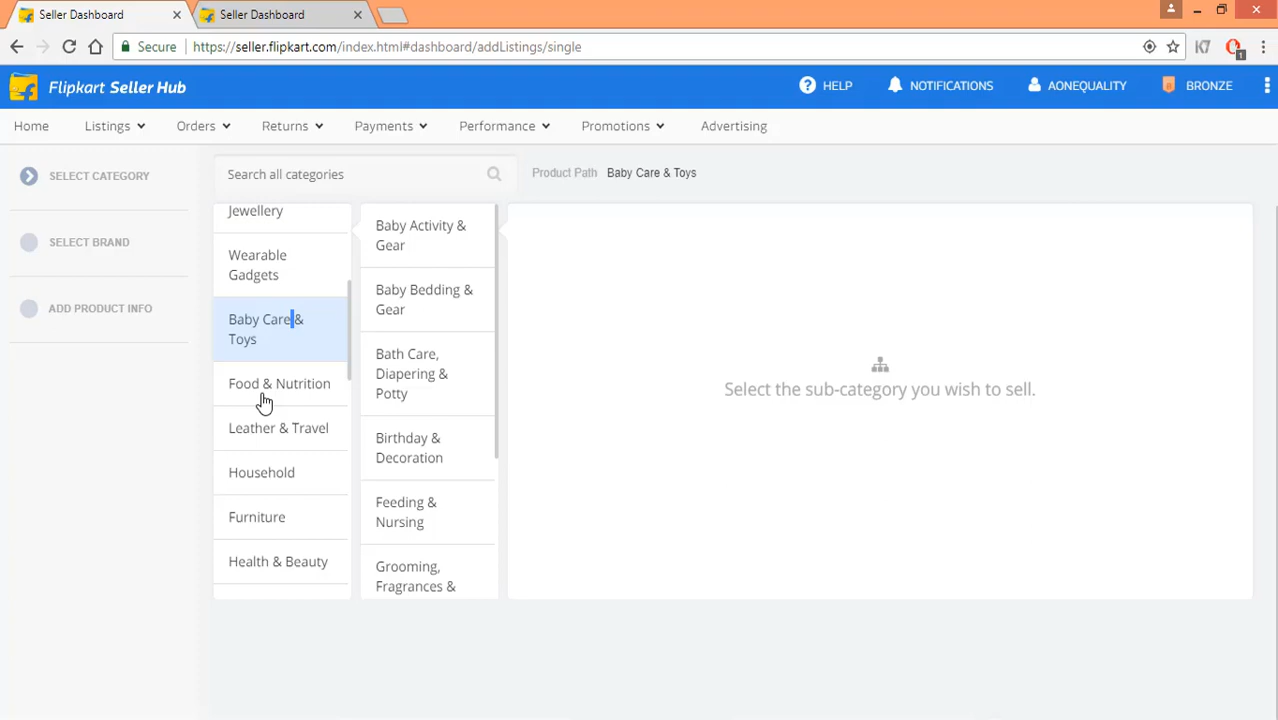 Seller Dashboard
Seller Dashboard
Secure https://seller.flipkart.com/index.html#dashboard/addListings/single
K7
1
Flipkart Seller Hub
? HELP
NOTIFICATIONS
AONEQUALITY
BRONZE
Home
Listings
Orders
Returns
Payments
Performance
Promotions
Advertising
SELECT CATEGORY
SELECT BRAND
ADD PRODUCT INFO
Search all categories
Product Path Baby Care & Toys
Jewellery
Wearable
Gadgets
Baby Care &
Toys
Food & Nutrition
Leather & Travel
Household
Furniture
Health & Beauty
Baby Activity &
Gear
Baby Bedding &
Gear
Bath Care,
Diapering &
Potty
Birthday &
Decoration
Feeding &
Nursing
Grooming,
Fragrances &
Select the sub-category you wish to sell.